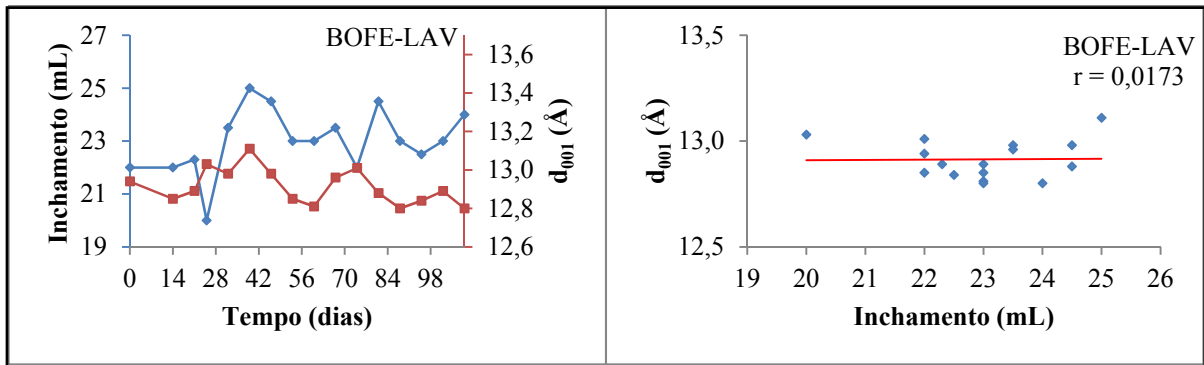 BOFE-LAV
Inchamento (mL)
27
25
23
21
19
13,6
13,4
13,2
13,0
12,8
12,6
d001 (Å)
0 14 28 42 56 70 84 98
Tempo (dias)
BOFE-LAV
r = 0,0173
d001 (Å)
13,5
13,0
12,5
19 20 21 22 23 24 25 26
Inchamento (mL)